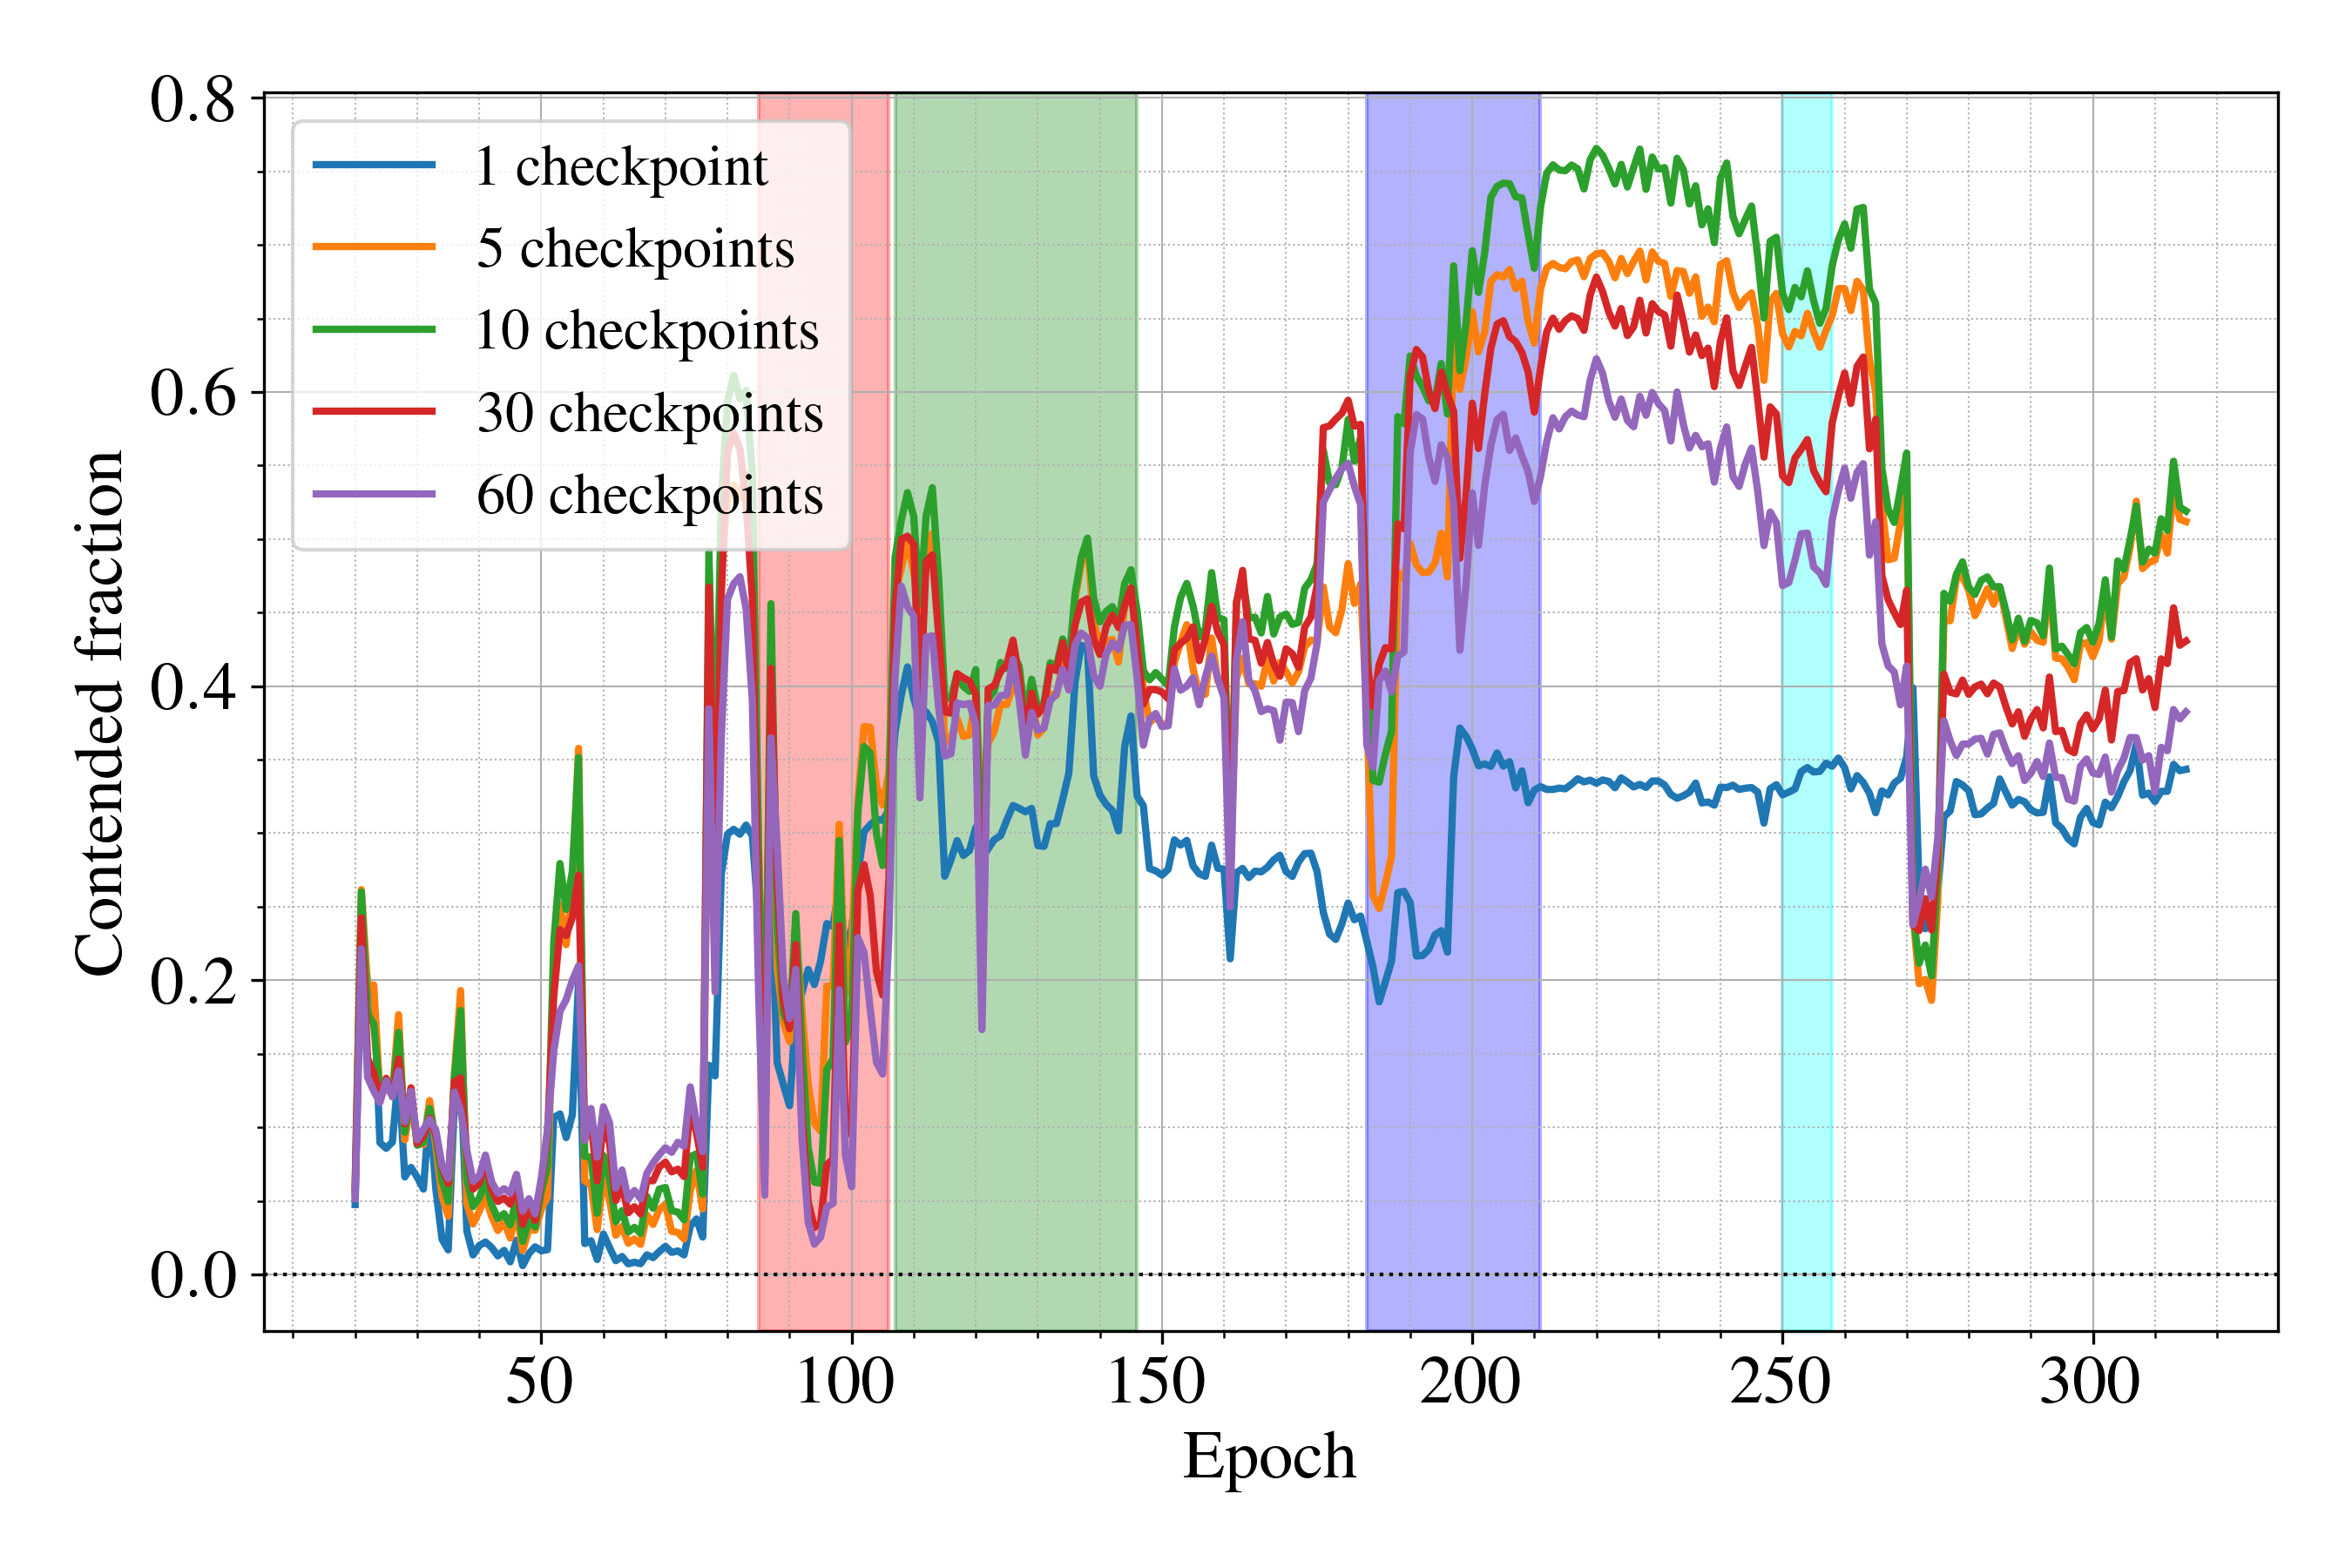 0.8
0.6
0.4
0.2
0.0
Contended fraction
1 checkpoint
5 checkpoints
10 checkpoints
30 checkpoints
60 checkpoints
50 100 150 200 250 300
Epoch